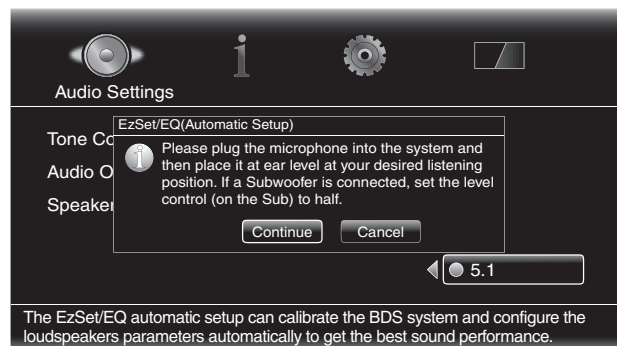 Audio Settings
EzSet/EQ(Automatic Setup)
Tone Co
Audio O
Speaker
Please plug the microphone into the system and
then place it at ear level at your desired listening
position. If a Subwoofer is connected, set the level
control (on the Sub) to half.
Continue Cancel
5.1
The EzSet/EQ automatic setup can calibrate the BDS system and configure the
loudspeakers parameters automatically to get the best sound performance.